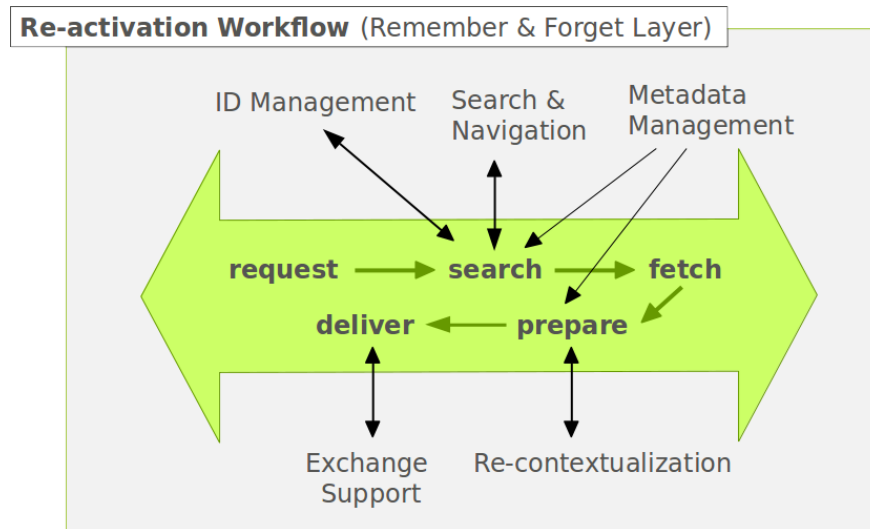 Re-activation Workflow (Remember & Forget Layer)
ID Management
Search &
Navigation
Metadata
Management
request
search
fetch
deliver
prepare
Exchange
Support
Re-contextualization